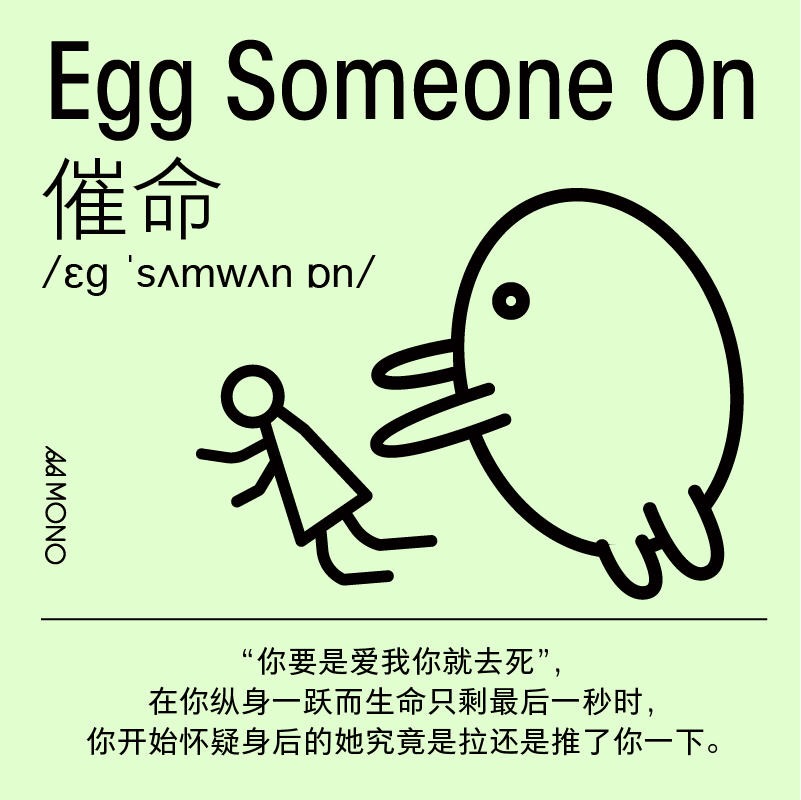 Egg Someone On
催命
/ɛg ˈsʌmwʌn ɒn/
MONO
“你要是爱我你就去死”，
在你纵身一跃而生命只剩最后一秒时，
你开始怀疑身后的她究竟是拉还是推了你一下。